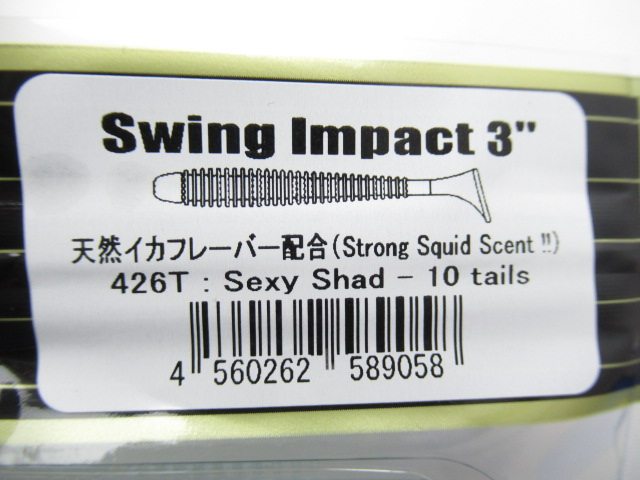 Swing Impact 3"
天然イカフレーバー配合(Strong Squid Scent !!)
426T : Sexy Shad - 10 tails
4 560262 589058